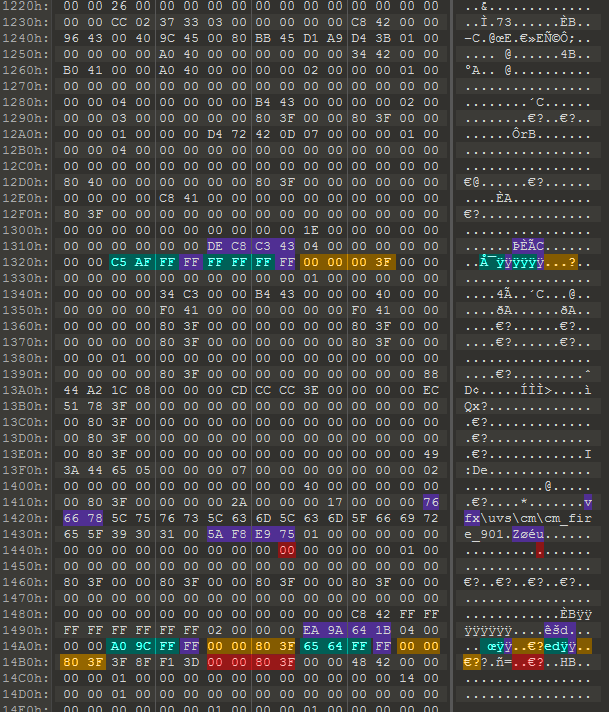 1220h: 00 00 26 00 00 00 00 00 00 00 00 00 00 00 00 00 ..&.............
1230h: 00 00 CC 02 37 33 03 00 00 00 00 00 C8 42 00 00 ..Ì.73......ÈB..
1240h: 96 43 00 40 9C 45 00 80 BB 45 D1 A9 D4 3B 01 00 –C.@œE.€»EÑ©Ô;..
1250h: 00 00 00 00 A0 40 00 00 00 00 00 00 34 42 00 00 .... @......4B..
1260h: B0 41 00 00 A0 40 00 00 00 00 00 02 00 00 01 00 °A.. @..........
1270h: 00 00 00 00 00 00 00 00 00 00 00 00 00 00 00 00 ................
1280h: 00 00 04 00 00 00 00 00 B4 43 00 00 00 00 02 00 ........´C......
1290h: 00 00 03 00 00 00 00 00 80 3F 00 00 80 3F 00 00 ........€?..€?..
12A0h: 00 00 01 00 00 00 D4 72 42 0D 07 00 00 00 01 00 ......ÔrB.......
12B0h: 00 00 04 00 00 00 00 00 00 00 00 00 00 00 00 00 ................
12C0h: 00 00 00 00 00 00 00 00 00 00 00 00 00 00 00 00 ................
12D0h: 80 40 00 00 00 00 00 00 80 3F 00 00 00 00 00 00 €@......€?......
12E0h: 00 00 00 00 C8 41 00 00 00 00 00 00 00 00 00 00 ....ÈA..........
12F0h: 80 3F 00 00 00 00 00 00 00 00 00 00 00 00 00 00 €?..............
1300h: 00 00 00 00 00 00 00 00 00 00 1E 00 00 00 00 00 ................
1310h: 00 00 00 00 00 00 DE C8 C3 43 04 00 00 00 00 00 ......ÞÈÃC......
1320h: 00 00 C5 AF FF FF FF FF FF FF 00 00 00 3F 00 00 ..Å¯ÿÿÿÿÿÿ...?..
1330h: 00 00 00 00 00 00 00 00 00 00 01 00 00 00 00 00 ................
1340h: 00 00 00 00 34 C3 00 00 B4 43 00 00 00 40 00 00 ....4Ã..´C...@..
1350h: 00 00 00 00 F0 41 00 00 00 00 00 00 F0 41 00 00 ....ðA......ðA..
1360h: 00 00 00 00 80 3F 00 00 00 00 00 00 80 3F 00 00 ....€?......€?..
1370h: 00 00 00 00 80 3F 00 00 00 00 00 00 80 3F 00 00 ....€?......€?..
1380h: 00 00 01 00 00 00 00 00 00 00 00 00 00 00 00 00 ................
1390h: 00 00 00 00 80 3F 00 00 00 00 00 00 00 00 00 88 ....€?.........ˆ
13A0h: 44 A2 1C 08 00 00 00 CD CC CC 3E 00 00 00 00 EC D¢.....ÍÌÌ>....ì
13B0h: 51 78 3F 00 00 00 00 00 00 00 00 00 00 00 00 00 Qx?.............
13C0h: 00 80 3F 00 00 00 00 00 00 00 00 00 00 00 00 00 .€?.............
13D0h: 00 80 3F 00 00 00 00 00 00 00 00 00 00 00 00 00 .€?.............
13E0h: 00 80 3F 00 00 00 00 00 00 00 00 00 00 00 00 49 .€?............I
13F0h: 3A 44 65 05 00 00 00 07 00 00 00 00 00 00 00 02 :De.............
1400h: 00 00 00 00 00 00 00 00 00 00 40 00 00 00 00 00 ..........@.....
1410h: 00 80 3F 00 00 00 00 2A 00 00 00 17 00 00 00 76 .€?....*.......v
1420h: 66 78 5C 75 76 73 5C 63 6D 5C 63 6D 5F 66 69 72 fx\uvs\cm\cm_fir
1430h: 65 5F 39 30 31 00 5A F8 E9 75 01 00 00 00 00 00 e_901.Zøéu......
1440h: 00 00 00 00 00 00 00 00 00 00 00 00 00 00 01 00 ................
1450h: 00 00 00 00 00 00 00 00 00 00 00 00 00 00 00 00 ................
1460h: 80 3F 00 00 80 3F 00 00 80 3F 00 00 80 3F 00 00 €?..€?..€?..€?..
1470h: 00 00 00 00 00 00 00 00 00 00 00 00 00 00 00 00 ................
1480h: 00 00 00 00 00 00 00 00 00 00 00 00 C8 42 FF FF ............ÈBÿÿ
1490h: FF FF FF FF FF FF 02 00 00 00 EA 9A 64 1B 04 00 ÿÿÿÿÿÿ....êšd...
14A0h: 00 00 A0 9C FF FF 00 00 80 3F 65 64 FF FF 00 00 .. œÿÿ..€?edÿÿ..
14B0h: 80 3F 3F 8F F1 3D 00 00 80 3F 00 00 48 42 00 00 €??.ñ=..€?..HB..
14C0h: 00 00 01 00 00 00 00 00 00 00 00 00 00 00 14 00 ................
14D0h: 00 00 01 00 00 00 00 00 00 00 00 00 00 00 00 00 ................